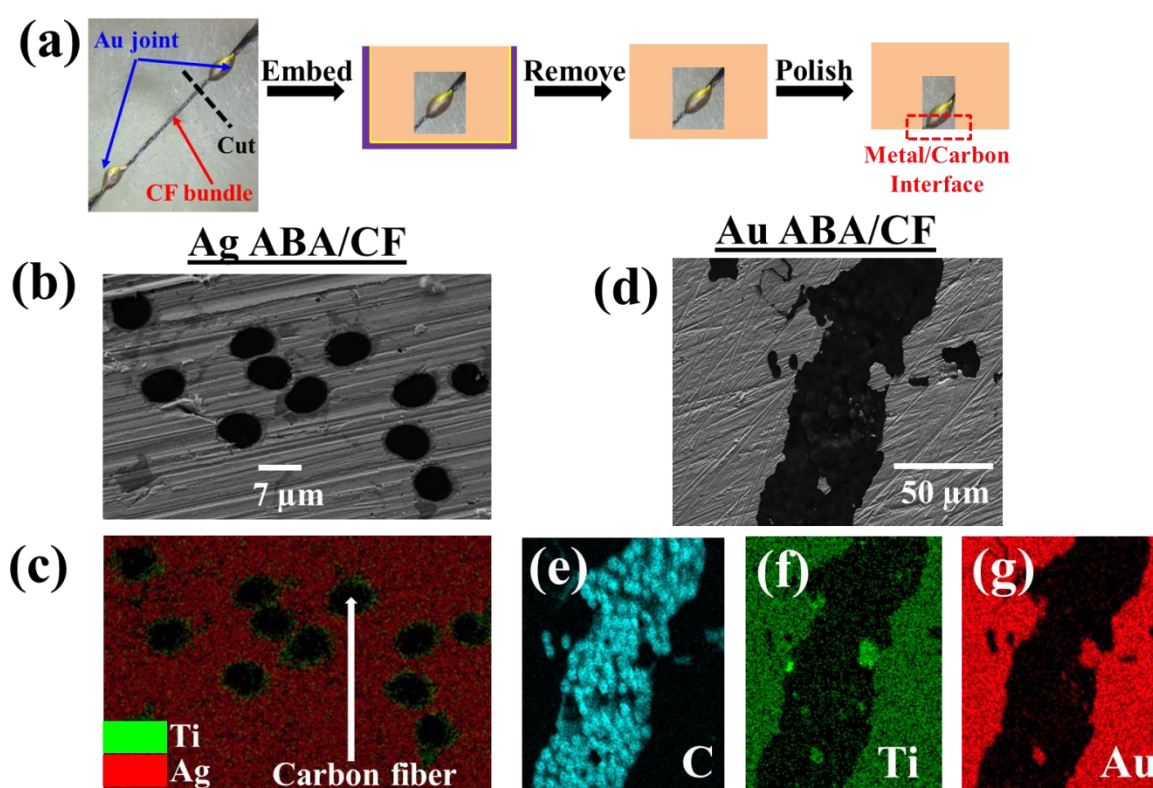 (a)
Au joint
Cut
CF bundle
Embed
Remove
Polish
Metal/Carbon
Interface
Ag ABA/CF
Au ABA/CF
(b)
7 μm
(d)
50 μm
(c)
Ti
Ag
Carbon fiber
(e)
C
(f)
Ti
(g)
Au